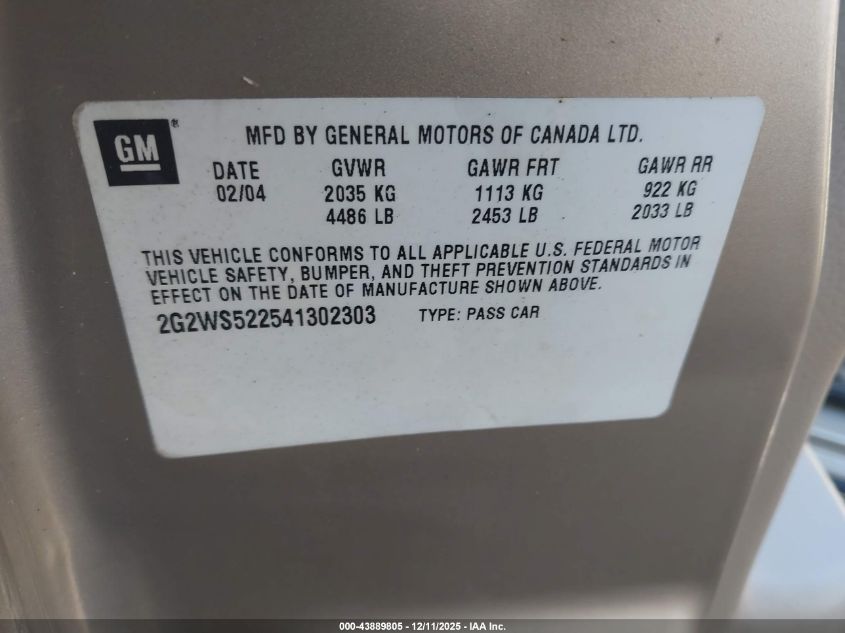 GM®
MFD BY GENERAL MOTORS OF CANADA LTD.
DATE GVWR GAWR FRT GAWR RR
02/04 2035 KG 1113 KG 922 KG
4486 LB 2453 LB 2033 LB
THIS VEHICLE CONFORMS TO ALL APPLICABLE U.S. FEDERAL MOTOR
VEHICLE SAFETY, BUMPER, AND THEFT PREVENTION STANDARDS IN
EFFECT ON THE DATE OF MANUFACTURE SHOWN ABOVE.
2G2WS522541302303 TYPE: PASS CAR
000-43889805 - 12/11/2025 - IAA Inc.